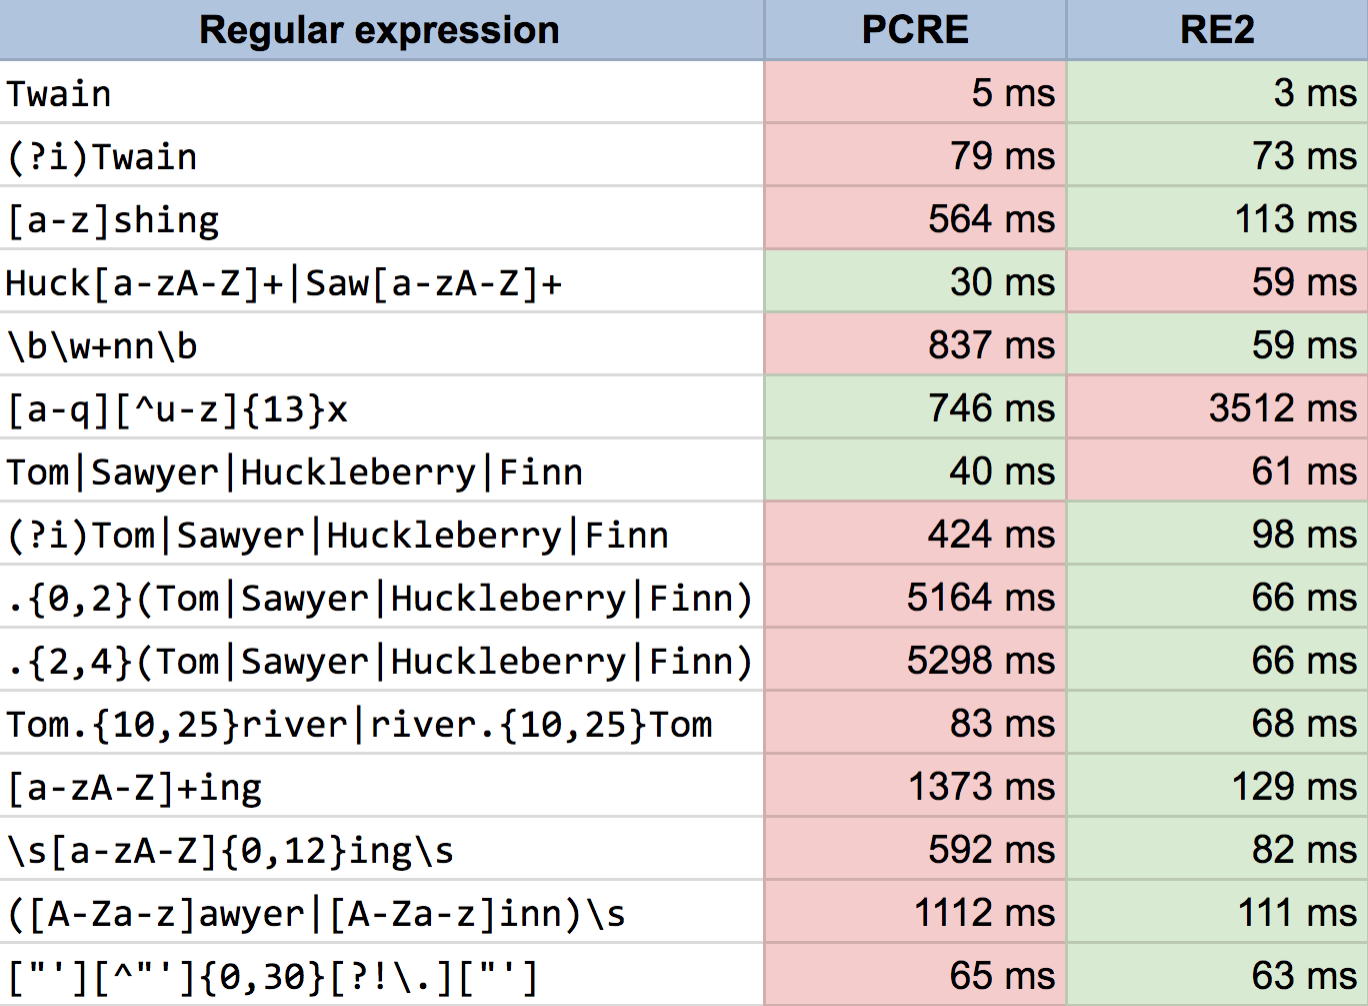 Regular expression PCRE RE2
Twain 5 ms 3 ms
(?i)Twain 79 ms 73 ms
[a-z]shing 564 ms 113 ms
Huck[a-zA-Z]+|Saw[a-zA-Z]+ 30 ms 59 ms
\b\w+nn\b 837 ms 59 ms
[a-q][^u-z]{13}x 746 ms 3512 ms
Tom|Sawyer|Huckleberry|Finn 40 ms 61 ms
(?i)Tom|Sawyer|Huckleberry|Finn 424 ms 98 ms
.{0,2}(Tom|Sawyer|Huckleberry|Finn) 5164 ms 66 ms
.{2,4}(Tom|Sawyer|Huckleberry|Finn) 5298 ms 66 ms
Tom.{10,25}river|river.{10,25}Tom 83 ms 68 ms
[a-zA-Z]+ing 1373 ms 129 ms
\s[a-zA-Z]{0,12}ing\s 592 ms 82 ms
([A-Za-z]awyer|[A-Za-z]inn)\s 1112 ms 111 ms
["'][^"']{0,30}[?!\.]["'] 65 ms 63 ms